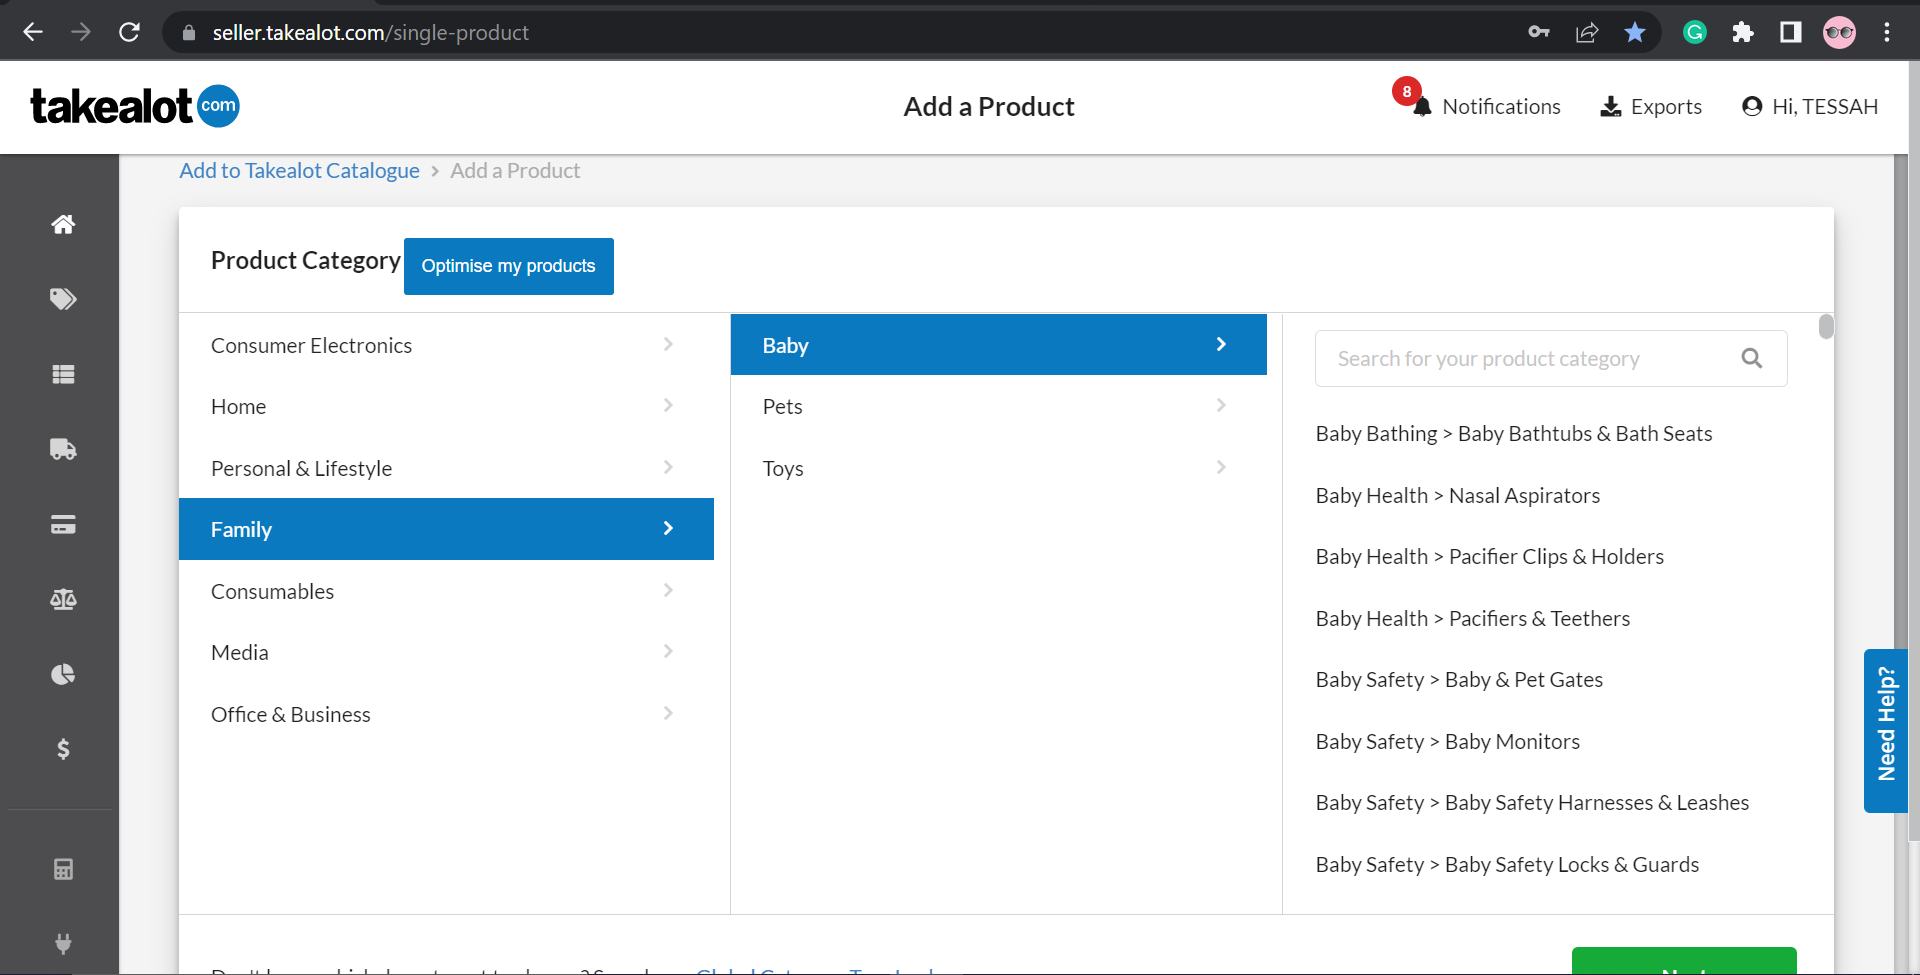 seller.takealot.com/single-product
takealot com
Add a Product
8
Notifications
Exports
Hi, TESSAH
Add to Takealot Catalogue > Add a Product
Product Category
Optimise my products
Consumer Electronics
Home
Personal & Lifestyle
Family
Consumables
Media
Office & Business
Baby
Pets
Toys
Search for your product category
Baby Bathing > Baby Bathtubs & Bath Seats
Baby Health > Nasal Aspirators
Baby Health > Pacifier Clips & Holders
Baby Health > Pacifiers & Teethers
Baby Safety > Baby & Pet Gates
Baby Safety > Baby Monitors
Baby Safety > Baby Safety Harnesses & Leashes
Baby Safety > Baby Safety Locks & Guards
Need Help?